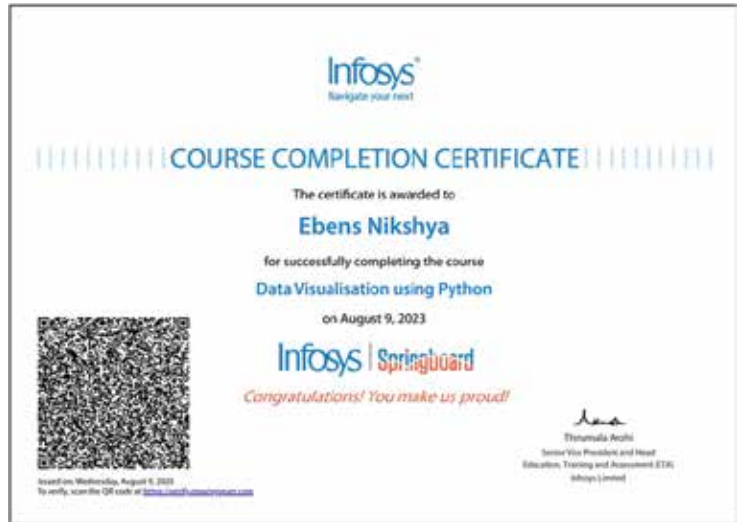 Infosys®
Navigate your next
COURSE COMPLETION CERTIFICATE
The certificate is awarded to
Ebens Nikshya
for successfully completing the course
Data Visualisation using Python
on August 9, 2023
Infosys | Springboard
Congratulations! You make us proud!
Thirumala Arohi
Senior Vice President and Head
Education, Training and Assessment (ETA)
Infosys Limited
Issued on: Wednesday, August 9, 2023
To verify, scan the QR code at